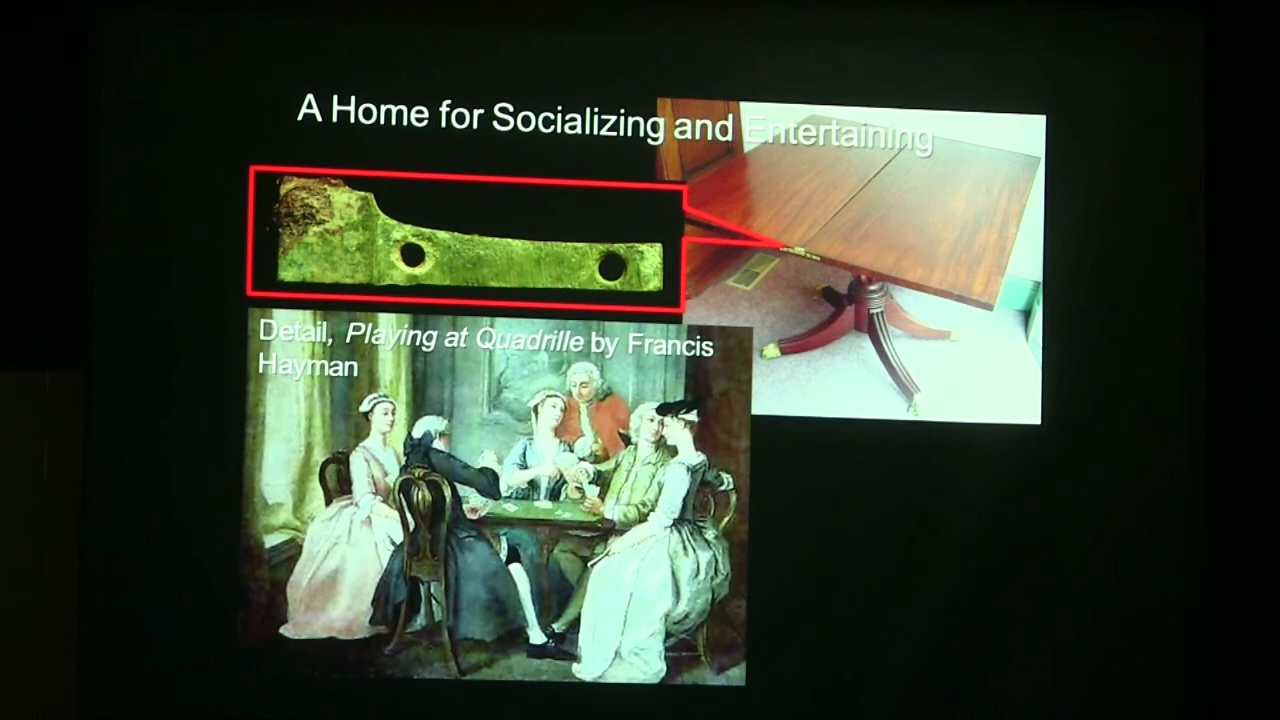 A Home for Socializing and Entertaining
Detail, Playing at Quadrille by Francis
Hayman